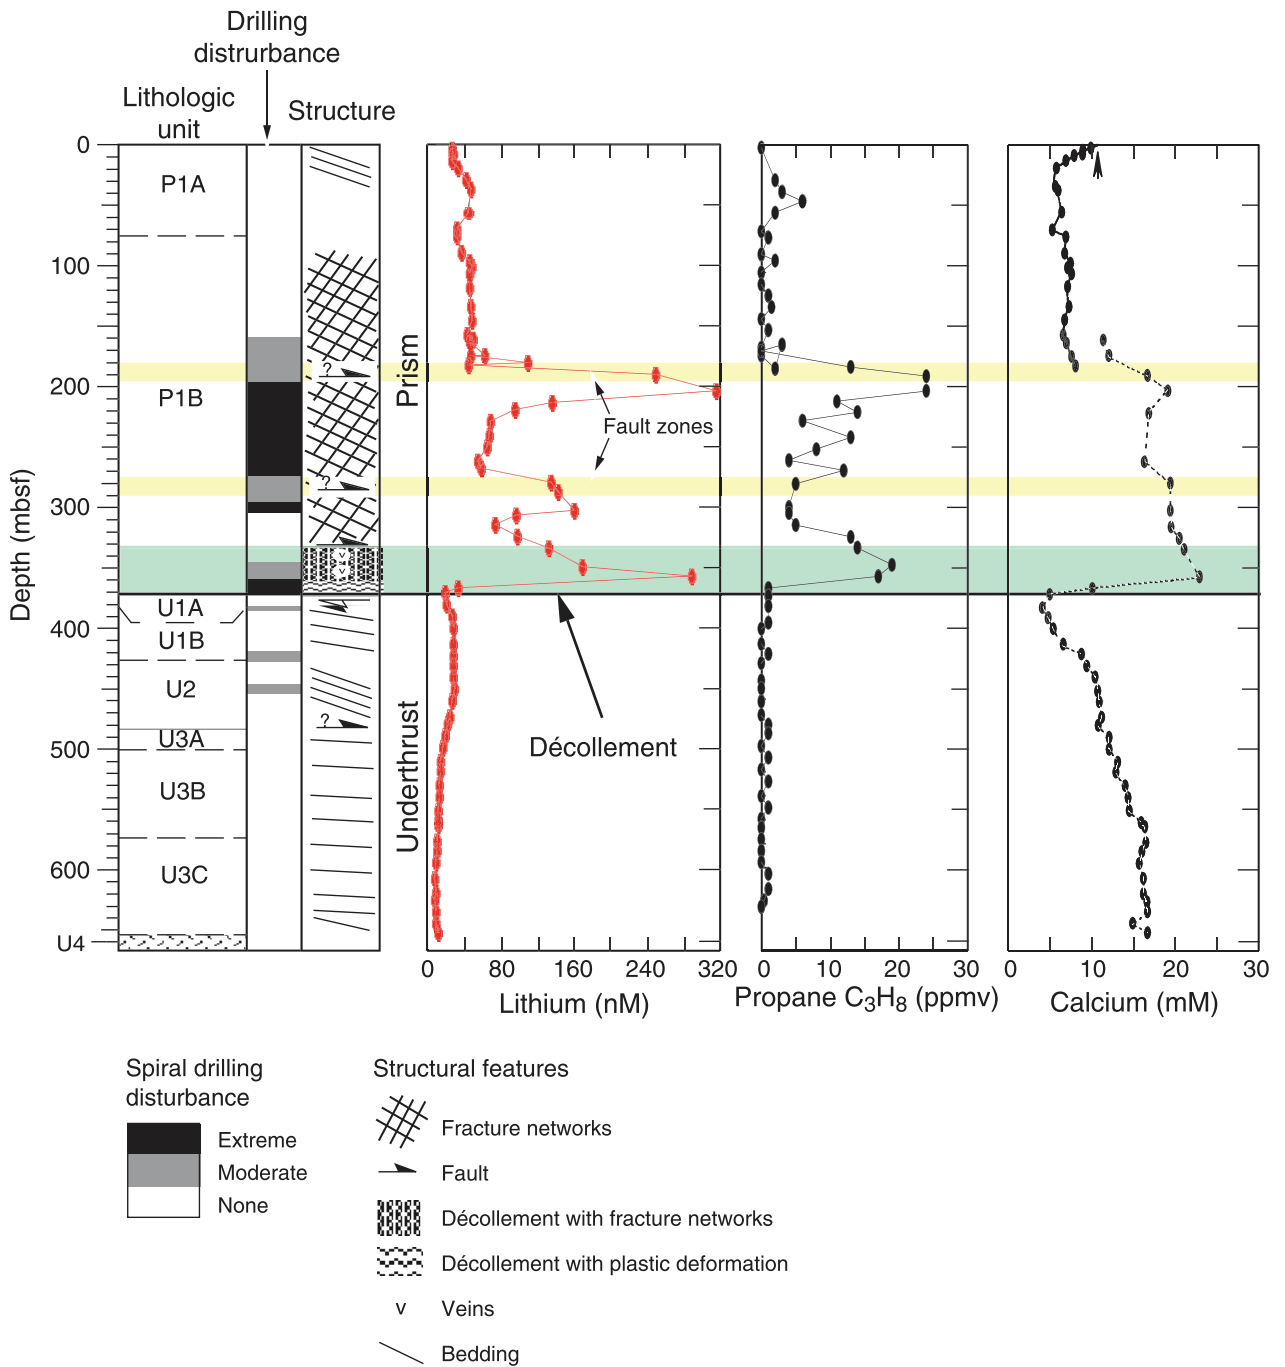 Drilling
distrurbance
Lithologic
unit
Structure
0
100
200
300
400
500
600
U4
Depth (mbsf)
P1A
P1B
U1A
U1B
U2
U3A
U3B
U3C
?
?
v
v
?
Prism
Underthrust
Fault zones
Décollement
0 80 160 240 320
Lithium (nM)
0 10 20 30
Propane C3H8 (ppmv)
0 10 20 30
Calcium (mM)
Spiral drilling
disturbance
Extreme
Moderate
None
Structural features
Fracture networks
Fault
Décollement with fracture networks
Décollement with plastic deformation
v Veins
Bedding